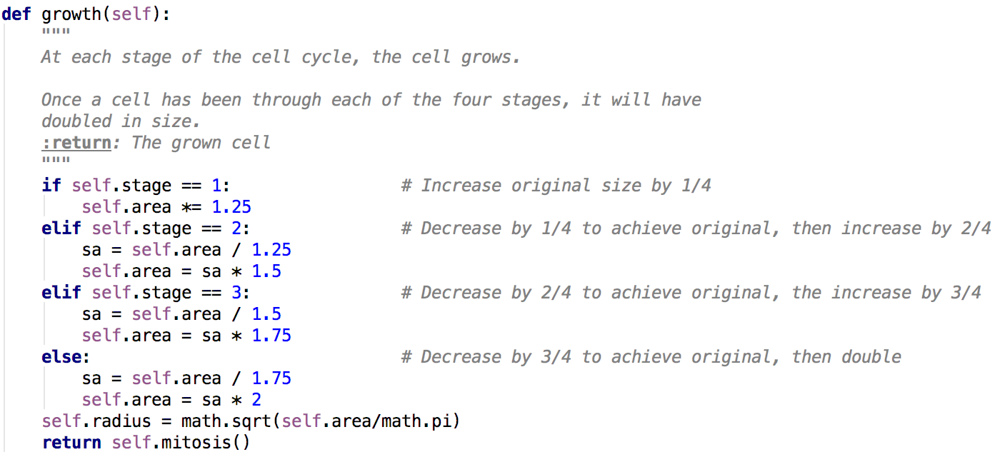 def growth(self):
    """
    At each stage of the cell cycle, the cell grows.

    Once a cell has been through each of the four stages, it will have
    doubled in size.
    :return: The grown cell
    """
    if self.stage == 1:                 # Increase original size by 1/4
        self.area *= 1.25
    elif self.stage == 2:               # Decrease by 1/4 to achieve original, then increase by 2/4
        sa = self.area / 1.25
        self.area = sa * 1.5
    elif self.stage == 3:               # Decrease by 2/4 to achieve original, the increase by 3/4
        sa = self.area / 1.5
        self.area = sa * 1.75
    else:                               # Decrease by 3/4 to achieve original, then double
        sa = self.area / 1.75
        self.area = sa * 2
    self.radius = math.sqrt(self.area/math.pi)
    return self.mitosis()